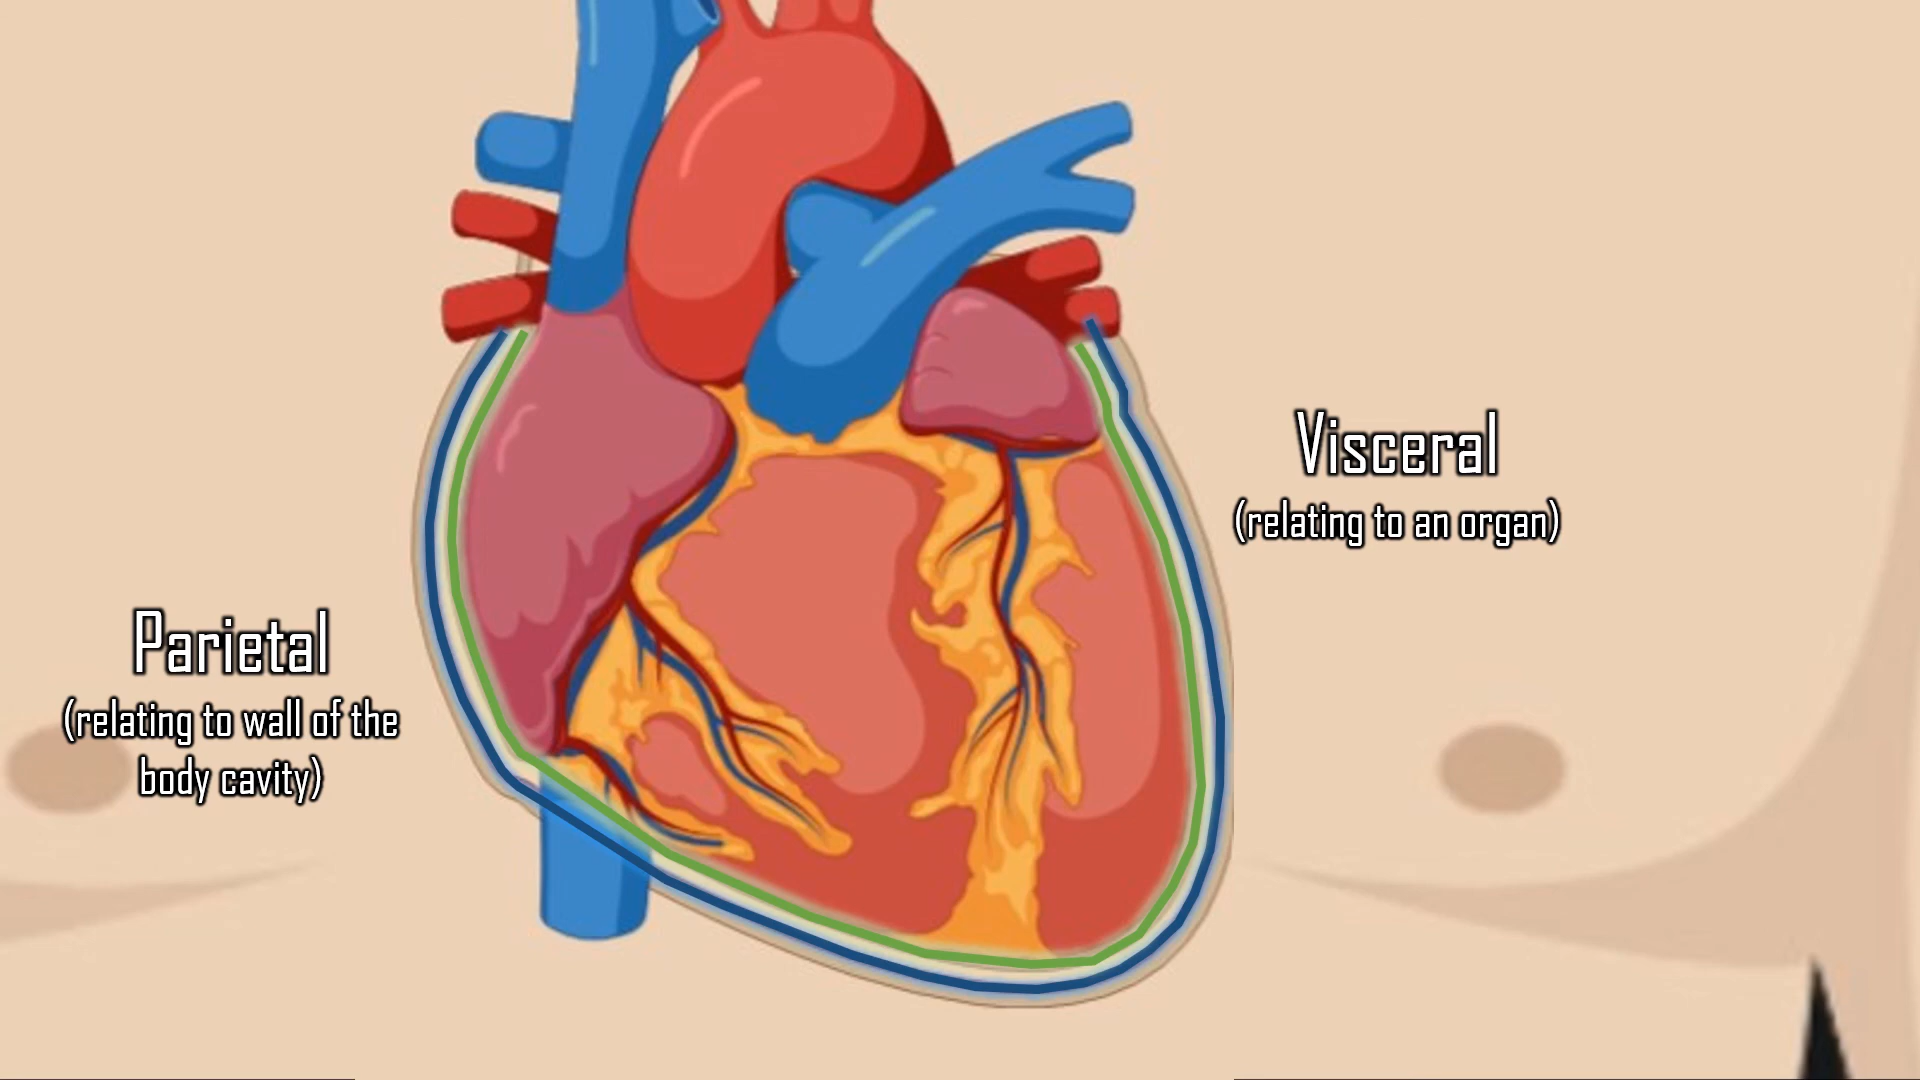 Visceral
(relating to an organ)
Parietal
(relating to wall of the
body cavity)